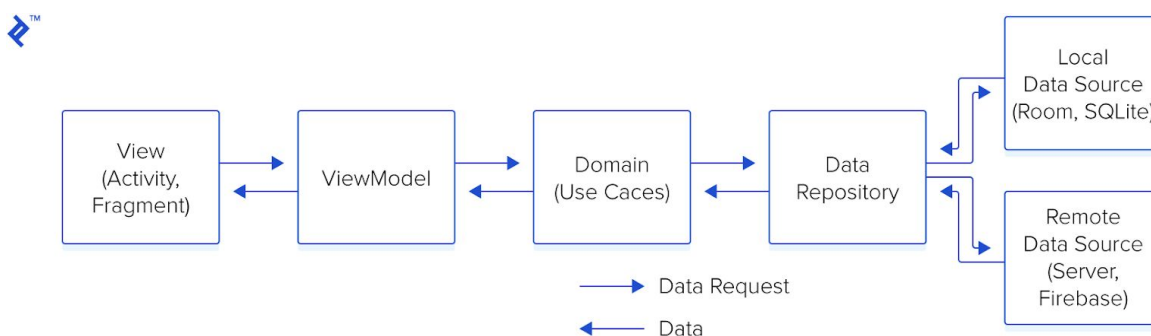 TM
View
(Activity,
Fragment)
ViewModel
Domain
(Use Caces)
Data
Repository
Local
Data Source
(Room, SQLite)
Remote
Data Source
(Server,
Firebase)
Data Request
Data